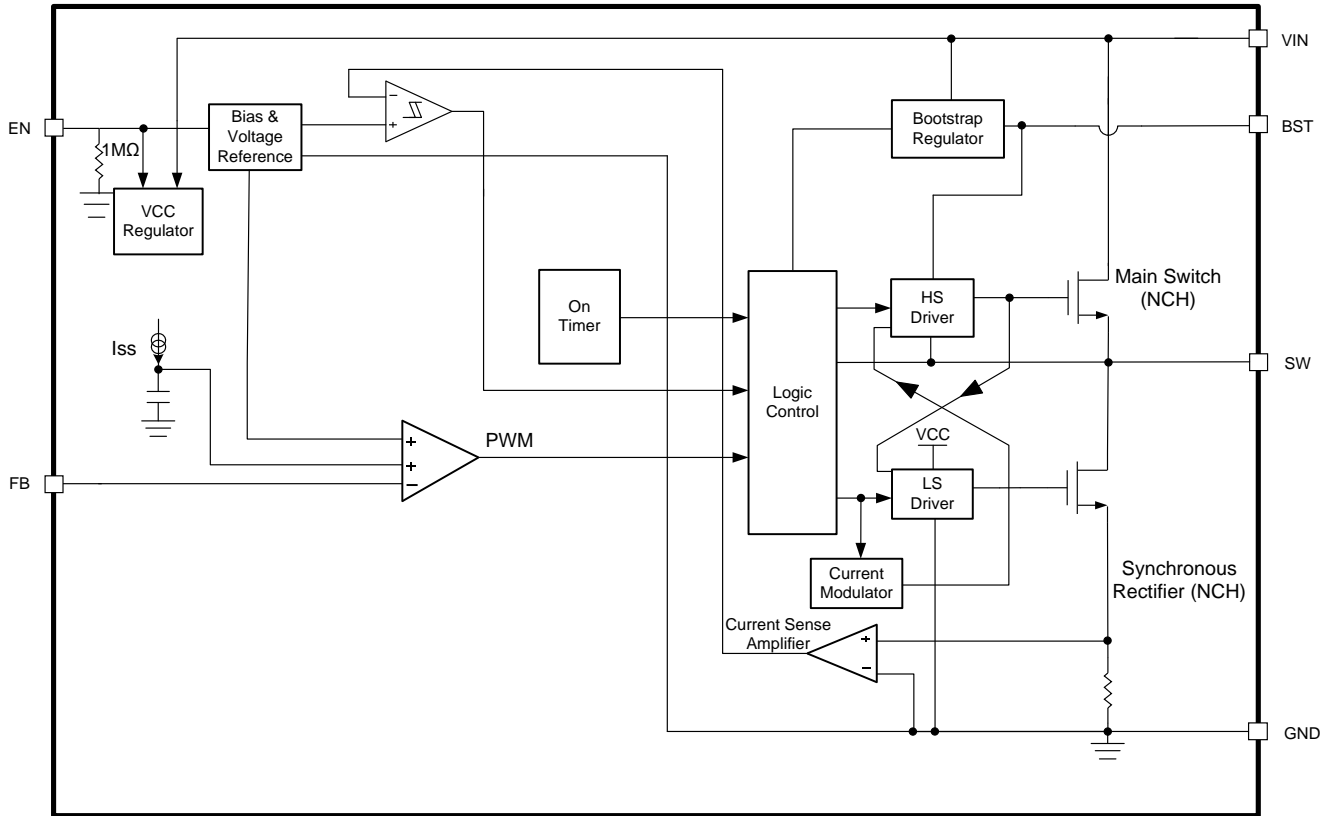 VIN
EN
Bias &
Voltage
Reference
−
+
Bootstrap
Regulator
BST
1MΩ
VCC
Regulator
On
Timer
HS
Driver
Main Switch
(NCH)
Iss
SW
Logic
Control
+
+
−
PWM
VCC
FB
LS
Driver
Current
Modulator
Synchronous
Rectifier (NCH)
Current Sense
Amplifier
+
−
GND